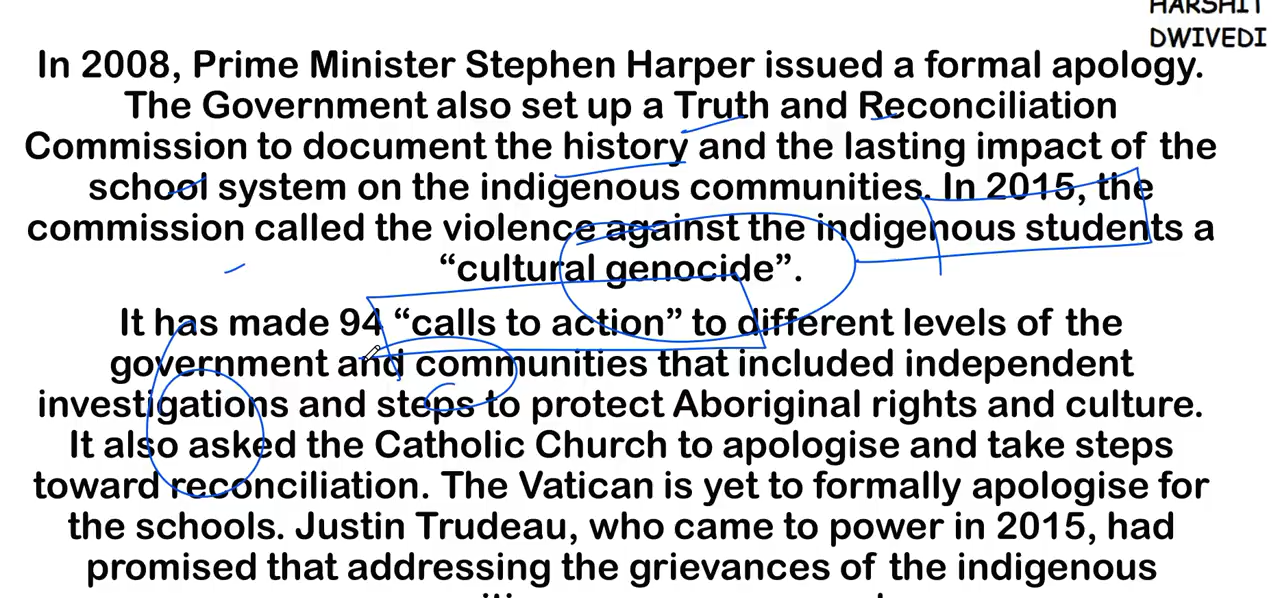 HARSHIT
DWIVEDI
In 2008, Prime Minister Stephen Harper issued a formal apology.
The Government also set up a Truth and Reconciliation
Commission to document the history and the lasting impact of the
school system on the indigenous communities. In 2015, the
commission called the violence against the indigenous students a
“cultural genocide”.
It has made 94 “calls to action” to different levels of the
government and communities that included independent
investigations and steps to protect Aboriginal rights and culture.
It also asked the Catholic Church to apologise and take steps
toward reconciliation. The Vatican is yet to formally apologise for
the schools. Justin Trudeau, who came to power in 2015, had
promised that addressing the grievances of the indigenous